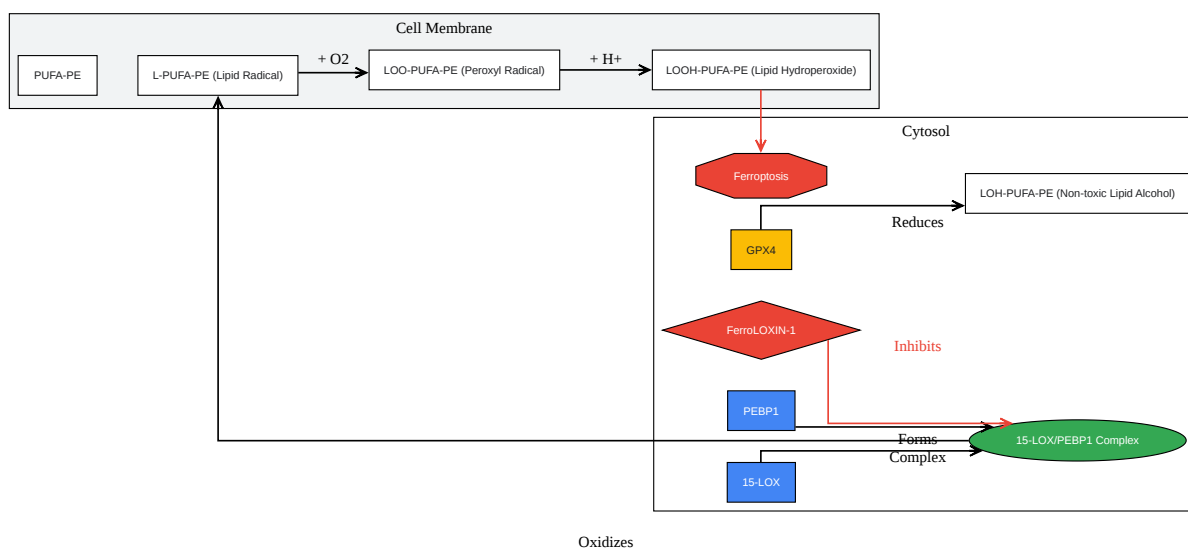 Cell Membrane
PUFA-PE
L-PUFA-PE (Lipid Radical)
+ O2
LOO-PUFA-PE (Peroxyl Radical)
+ H+
LOOH-PUFA-PE (Lipid Hydroperoxide)
Cytosol
Ferroptosis
LOH-PUFA-PE (Non-toxic Lipid Alcohol)
Reduces
GPX4
FerroLOXIN-1
Inhibits
PEBP1
Forms
Complex
15-LOX/PEBP1 Complex
15-LOX
Oxidizes